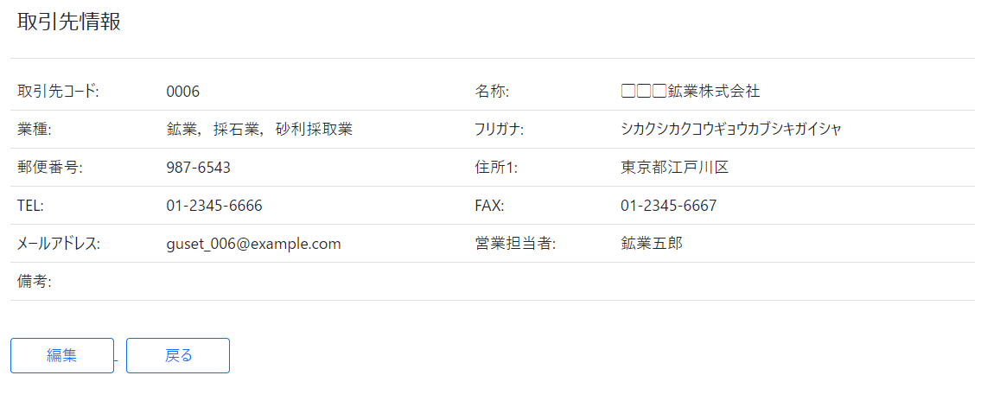 取引先情報
取引先コード: 0006 名称: □□□鉱業株式会社
業種: 鉱業，採石業，砂利採取業 フリガナ: シカクシカクコウギョウカブシキガイシャ
郵便番号: 987-6543 住所1: 東京都江戸川区
TEL: 01-2345-6666 FAX: 01-2345-6667
メールアドレス: guset_006@example.com 営業担当者: 鉱業五郎
備考:
編集 戻る